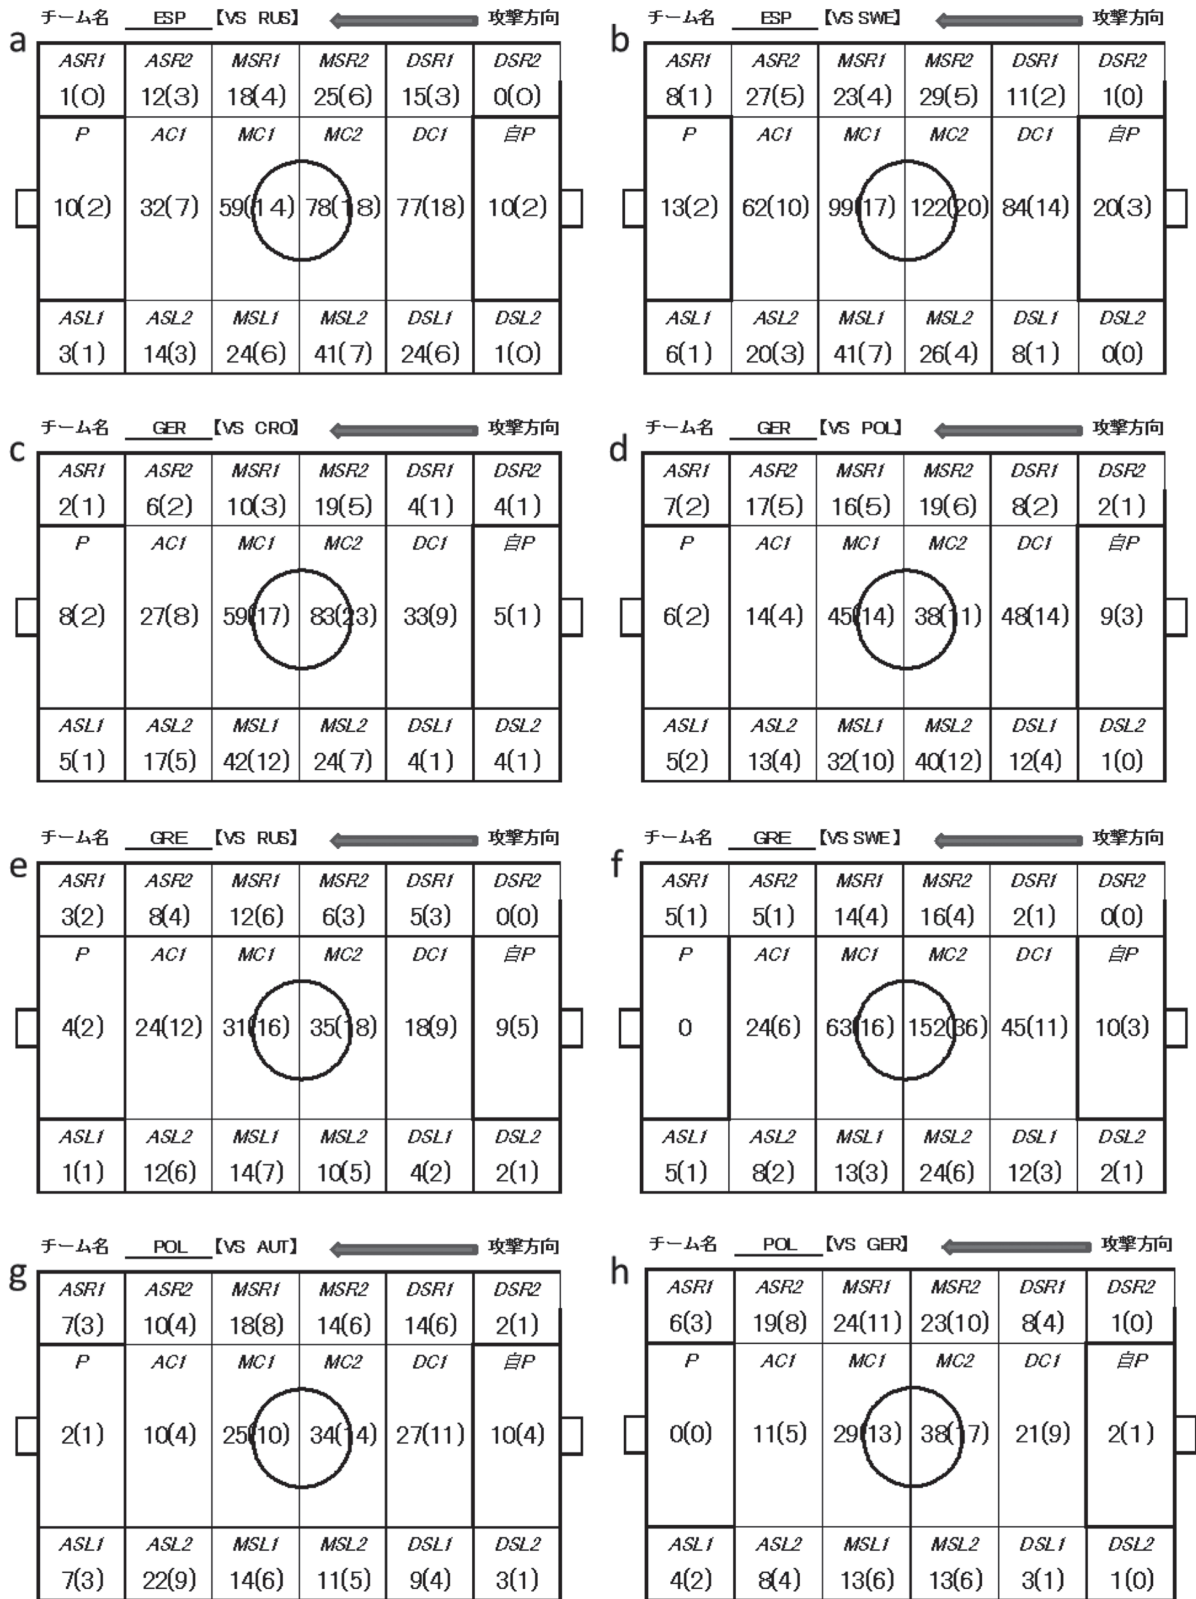 a チーム名 ESP 【VS RUS】 攻撃方向
ASR1 ASR2 MSR1 MSR2 DSR1 DSR2
1(0) 12(3) 18(4) 25(6) 15(3) 0(0)
P AC1 MC1 MC2 DC1 自P
10(2) 32(7) 59(14) 78(18) 77(18) 10(2)
ASL1 ASL2 MSL1 MSL2 DSL1 DSL2
3(1) 14(3) 24(6) 41(7) 24(6) 1(0)
b チーム名 ESP 【VS SWE】 攻撃方向
ASR1 ASR2 MSR1 MSR2 DSR1 DSR2
8(1) 27(5) 23(4) 29(5) 11(2) 1(0)
P AC1 MC1 MC2 DC1 自P
13(2) 62(10) 99(17) 122(20) 84(14) 20(3)
ASL1 ASL2 MSL1 MSL2 DSL1 DSL2
6(1) 20(3) 41(7) 26(4) 8(1) 0(0)
c チーム名 GER 【VS CRO】 攻撃方向
ASR1 ASR2 MSR1 MSR2 DSR1 DSR2
2(1) 6(2) 10(3) 19(5) 4(1) 4(1)
P AC1 MC1 MC2 DC1 自P
8(2) 27(8) 59(17) 83(23) 33(9) 5(1)
ASL1 ASL2 MSL1 MSL2 DSL1 DSL2
5(1) 17(5) 42(12) 24(7) 4(1) 4(1)
d チーム名 GER 【VS POL】 攻撃方向
ASR1 ASR2 MSR1 MSR2 DSR1 DSR2
7(2) 17(5) 16(5) 19(6) 8(2) 2(1)
P AC1 MC1 MC2 DC1 自P
6(2) 14(4) 45(14) 38(11) 48(14) 9(3)
ASL1 ASL2 MSL1 MSL2 DSL1 DSL2
5(2) 13(4) 32(10) 40(12) 12(4) 1(0)
e チーム名 GRE 【VS RUS】 攻撃方向
ASR1 ASR2 MSR1 MSR2 DSR1 DSR2
3(2) 8(4) 12(6) 6(3) 5(3) 0(0)
P AC1 MC1 MC2 DC1 自P
4(2) 24(12) 31(16) 35(18) 18(9) 9(5)
ASL1 ASL2 MSL1 MSL2 DSL1 DSL2
1(1) 12(6) 14(7) 10(5) 4(2) 2(1)
f チーム名 GRE 【VS SWE】 攻撃方向
ASR1 ASR2 MSR1 MSR2 DSR1 DSR2
5(1) 5(1) 14(4) 16(4) 2(1) 0(0)
P AC1 MC1 MC2 DC1 自P
0 24(6) 63(16) 152(36) 45(11) 10(3)
ASL1 ASL2 MSL1 MSL2 DSL1 DSL2
5(1) 8(2) 13(3) 24(6) 12(3) 2(1)
g チーム名 POL 【VS AUT】 攻撃方向
ASR1 ASR2 MSR1 MSR2 DSR1 DSR2
7(3) 10(4) 18(8) 14(6) 14(6) 2(1)
P AC1 MC1 MC2 DC1 自P
2(1) 10(4) 25(10) 34(14) 27(11) 10(4)
ASL1 ASL2 MSL1 MSL2 DSL1 DSL2
7(3) 22(9) 14(6) 11(5) 9(4) 3(1)
h チーム名 POL 【VS GER】 攻撃方向
ASR1 ASR2 MSR1 MSR2 DSR1 DSR2
6(3) 19(8) 24(11) 23(10) 8(4) 1(0)
P AC1 MC1 MC2 DC1 自P
0(0) 11(5) 29(13) 38(17) 21(9) 2(1)
ASL1 ASL2 MSL1 MSL2 DSL1 DSL2
4(2) 8(4) 13(6) 13(6) 3(1) 1(0)